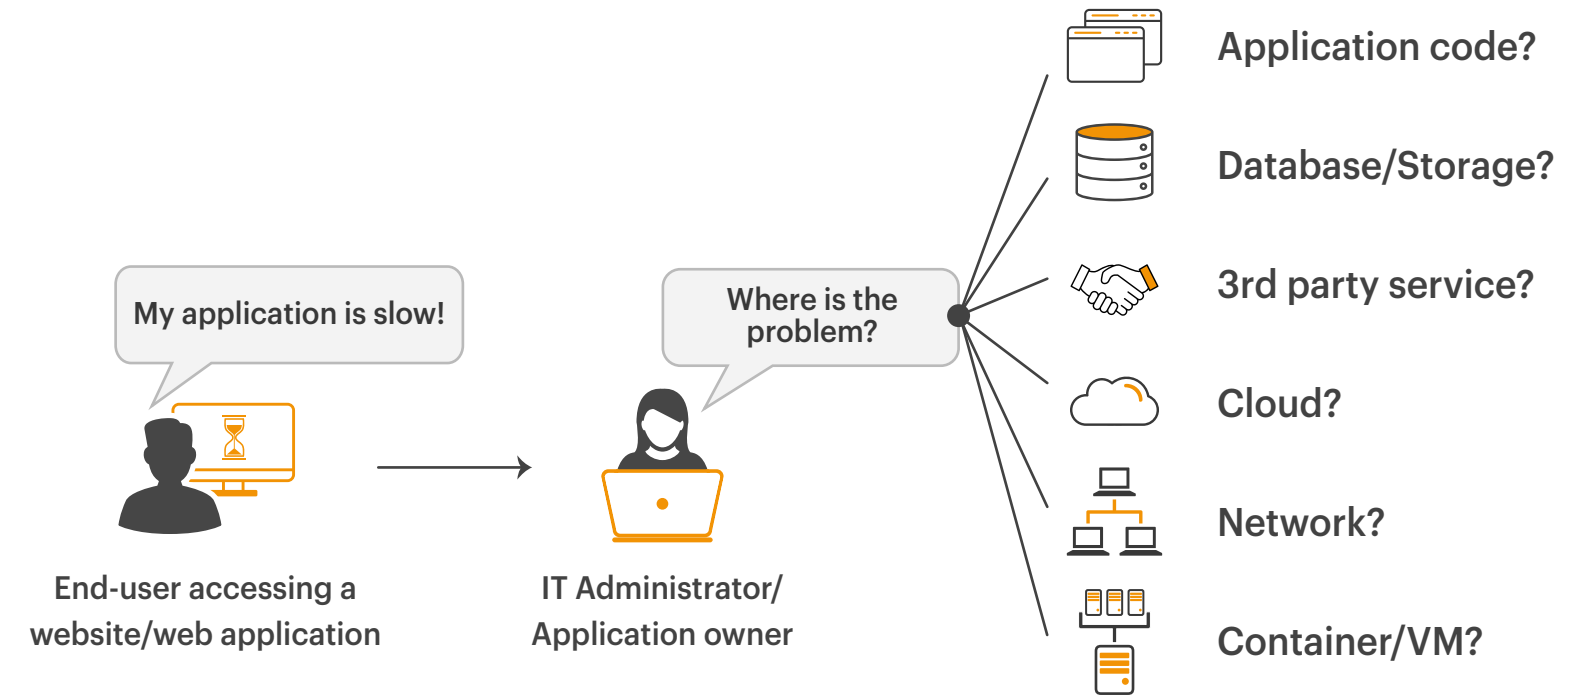 My application is slow!
End-user accessing a
website/web application
Where is the
problem?
IT Administrator/
Application owner
Application code?
Database/Storage?
3rd party service?
Cloud?
Network?
Container/VM?